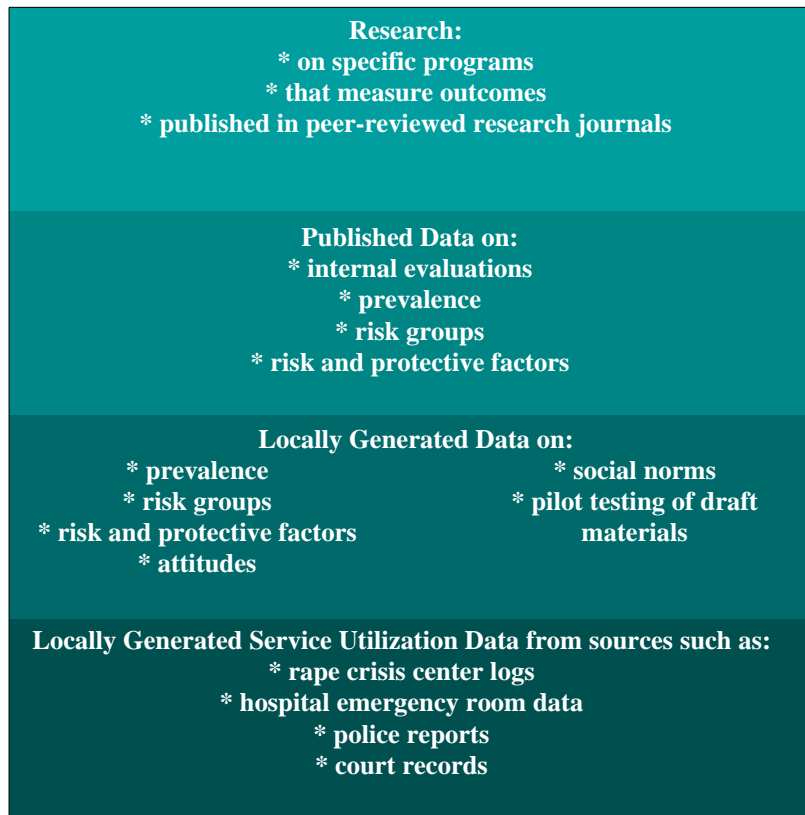 Research:
* on specific programs
* that measure outcomes
* published in peer-reviewed research journals
Published Data on:
* internal evaluations
* prevalence
* risk groups
* risk and protective factors
Locally Generated Data on:
* prevalence
* risk groups
* risk and protective factors
* attitudes
* social norms
* pilot testing of draft
materials
Locally Generated Service Utilization Data from sources such as:
* rape crisis center logs
* hospital emergency room data
* police reports
* court records